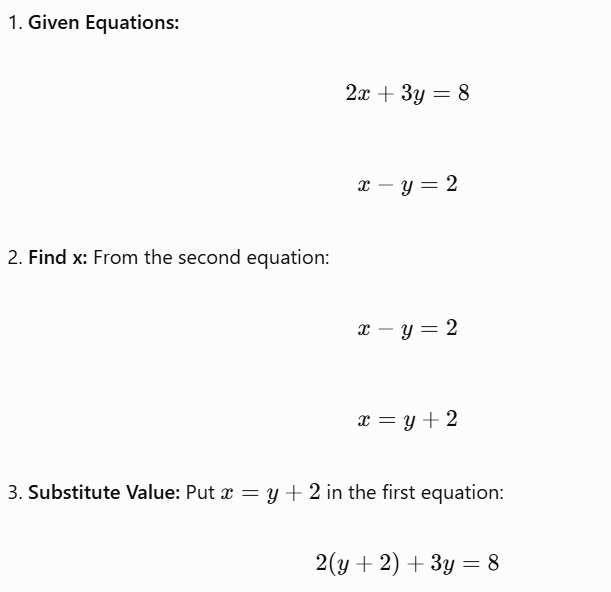 1. Given Equations:
2x + 3y = 8
x − y = 2
2. Find x: From the second equation:
x − y = 2
x = y + 2
3. Substitute Value: Put x = y + 2 in the first equation:
2(y + 2) + 3y = 8